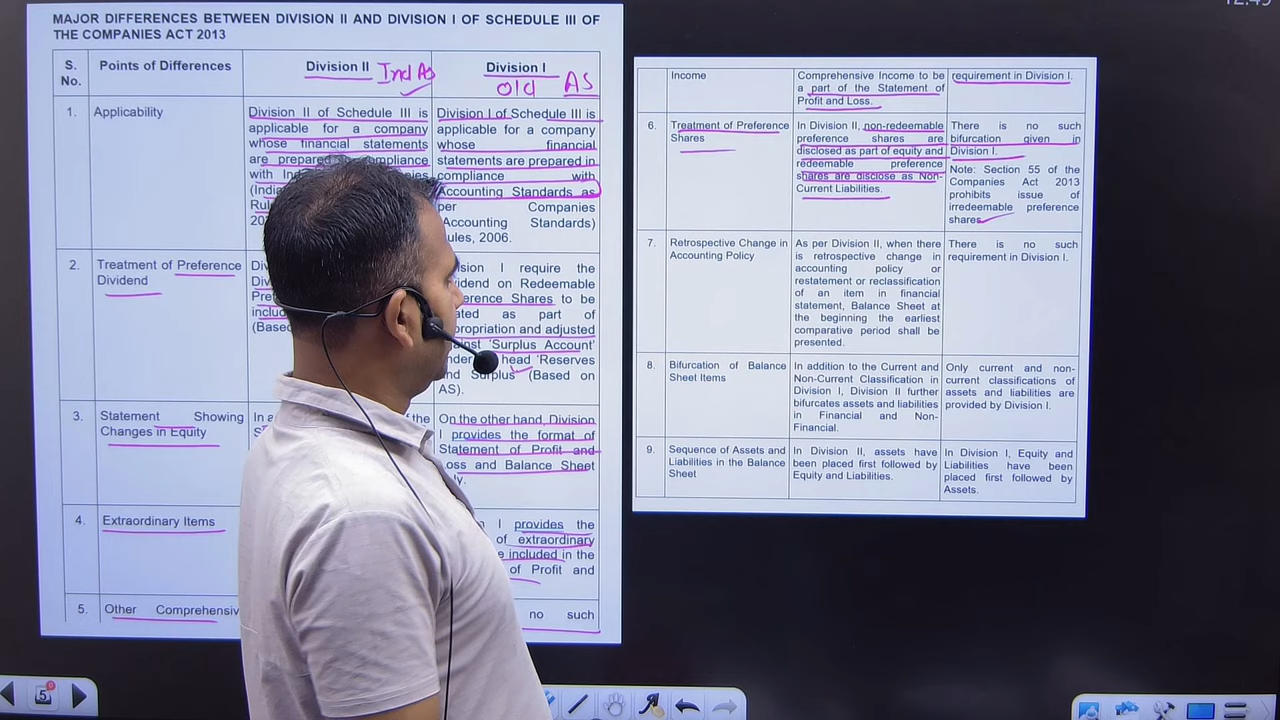 MAJOR DIFFERENCES BETWEEN DIVISION II AND DIVISION I OF SCHEDULE III OF
THE COMPANIES ACT 2013
S. No.
Points of Differences
Division II Ind AS
Division I
old AS
1.
Applicability
Division II of Schedule III is
applicable for a company
whose financial statements
are prepared compliance
with
Division I of Schedule III is
applicable for a company
whose financial
statements are prepared in
compliance with
Accounting Standards as
per Companies
Accounting Standards)
2006.
2.
Treatment of Preference
Dividend
(Based
I require the
on Redeemable
Shares to be
as part of
and adjusted
'Surplus Account'
head 'Reserves
Surplus' (Based on
AS).
3.
Statement Showing
Changes in Equity
the
On the other hand, Division
I provides the format of
Statement of Profit and
and Balance Sheet
4.
Extraordinary Items
I provides the
of extraordinary
included in the
of Profit and
5.
Other
no such
Income
Comprehensive Income to be
a part of the Statement of
Profit and Loss.
requirement in Division I.
6.
Treatment of Preference
Shares
In Division II, non-redeemable
preference shares are
disclosed as part of equity and
redeemable preference
shares are disclose as Non-
Current Liabilities.
There is no such
bifurcation given in
Division I.
Note: Section 55 of the
Companies Act 2013
prohibits issue of
irredeemable preference
shares
7.
Retrospective Change in
Accounting Policy
As per Division II, when there
is retrospective change in
accounting policy or
restatement or reclassification
of an item in financial
statement, Balance Sheet at
the beginning the earliest
comparative period shall be
presented.
There is no such
requirement in Division I.
8.
Bifurcation of Balance
Sheet Items
In addition to the Current and
Non-Current Classification in
Division I, Division II further
bifurcates assets and liabilities
in Financial and Non-
Financial.
Only current and non-
current classifications of
assets and liabilities are
provided by Division I.
9.
Sequence of Assets and
Liabilities in the Balance
Sheet
In Division II, assets have
been placed first followed by
Equity and Liabilities.
In Division I, Equity and
Liabilities have been
placed first followed by
Assets.
5